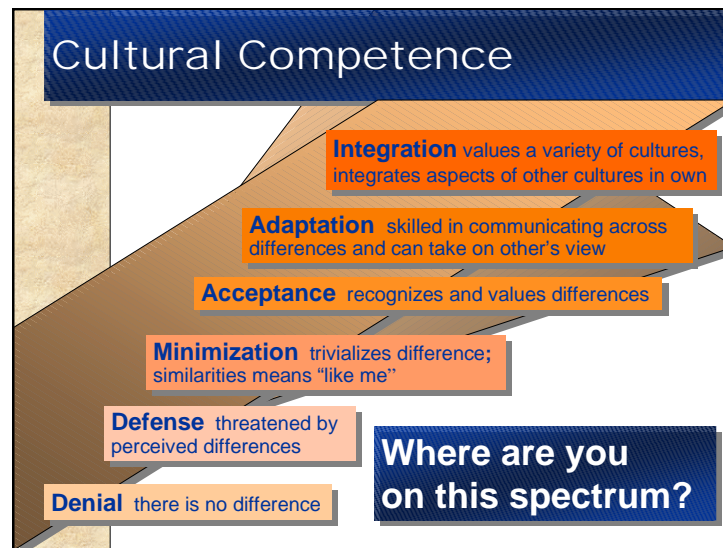 Cultural Competence
Integration values a variety of cultures,
integrates aspects of other cultures in own
Adaptation skilled in communicating across
differences and can take on other's view
Acceptance recognizes and values differences
Minimization trivializes difference;
similarities means "like me"
Defense threatened by
perceived differences
Denial there is no difference
Where are you
on this spectrum?